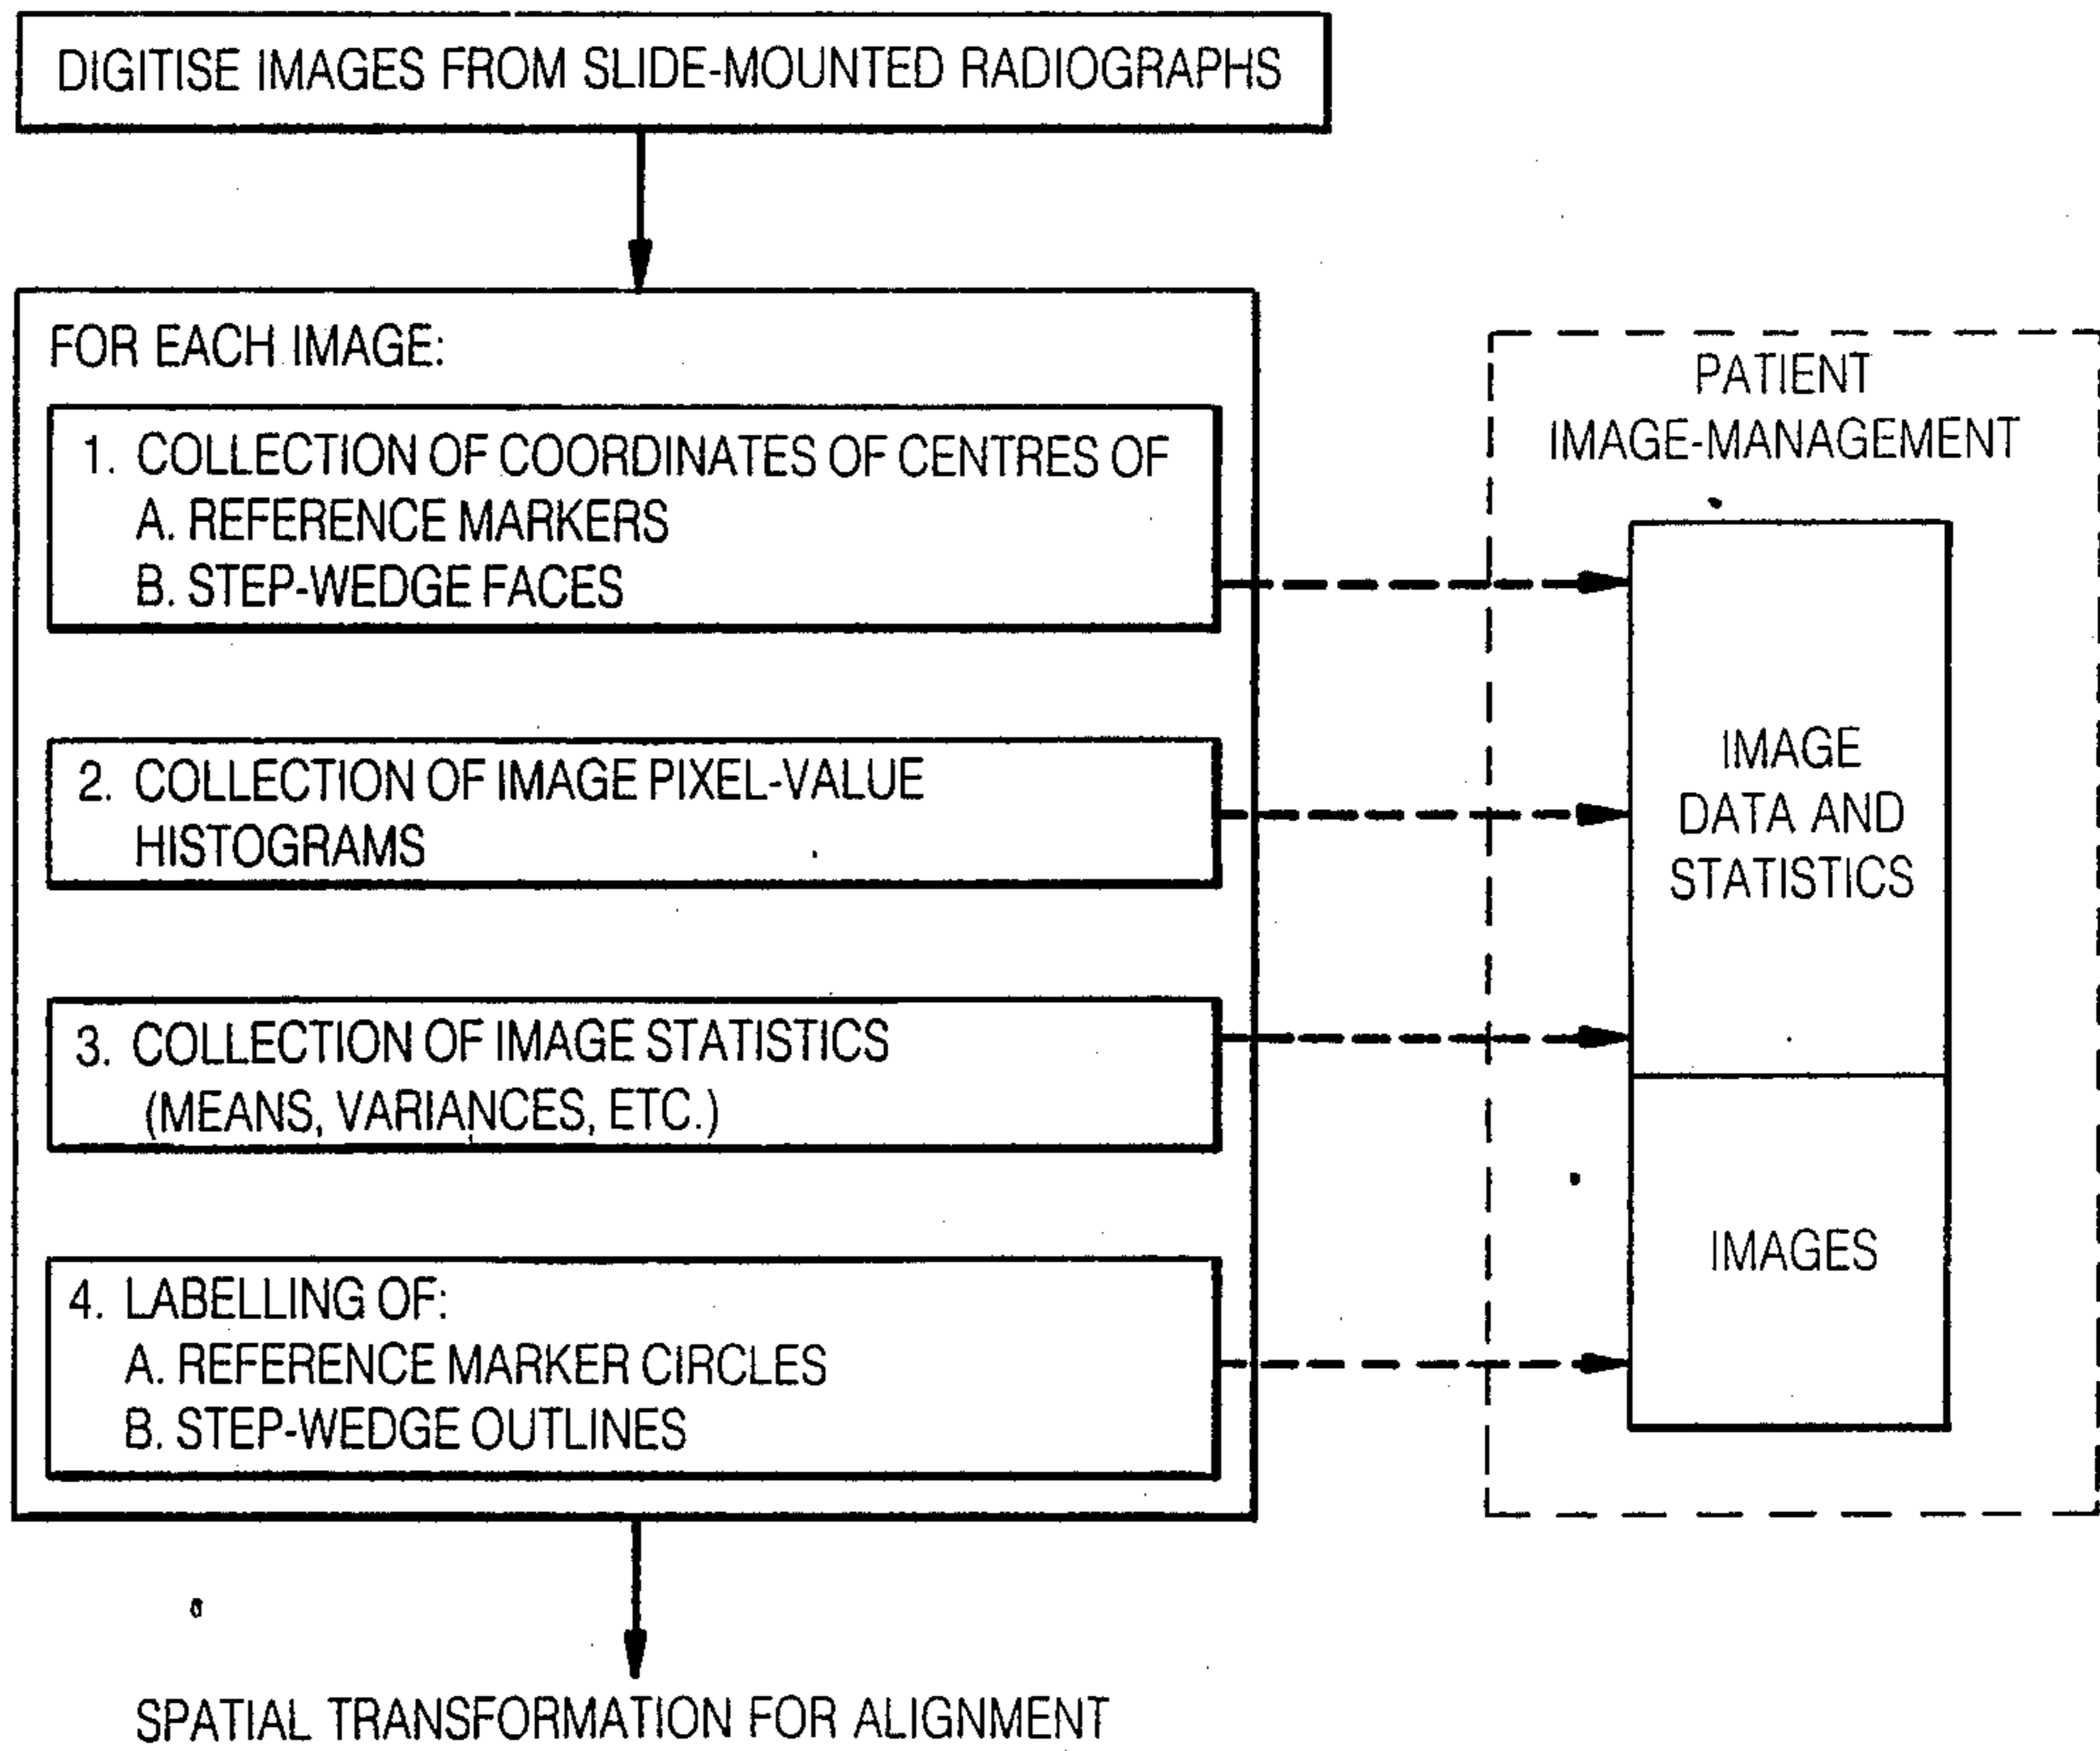 DIGITISE IMAGES FROM SLIDE-MOUNTED RADIOGRAPHS
FOR EACH IMAGE:
1. COLLECTION OF COORDINATES OF CENTRES OF
A. REFERENCE MARKERS
B. STEP-WEDGE FACES
2. COLLECTION OF IMAGE PIXEL-VALUE
HISTOGRAMS
3. COLLECTION OF IMAGE STATISTICS
(MEANS, VARIANCES, ETC.)
4. LABELLING OF:
A. REFERENCE MARKER CIRCLES
B. STEP-WEDGE OUTLINES
SPATIAL TRANSFORMATION FOR ALIGNMENT
PATIENT
IMAGE-MANAGEMENT
IMAGE
DATA AND
STATISTICS
IMAGES